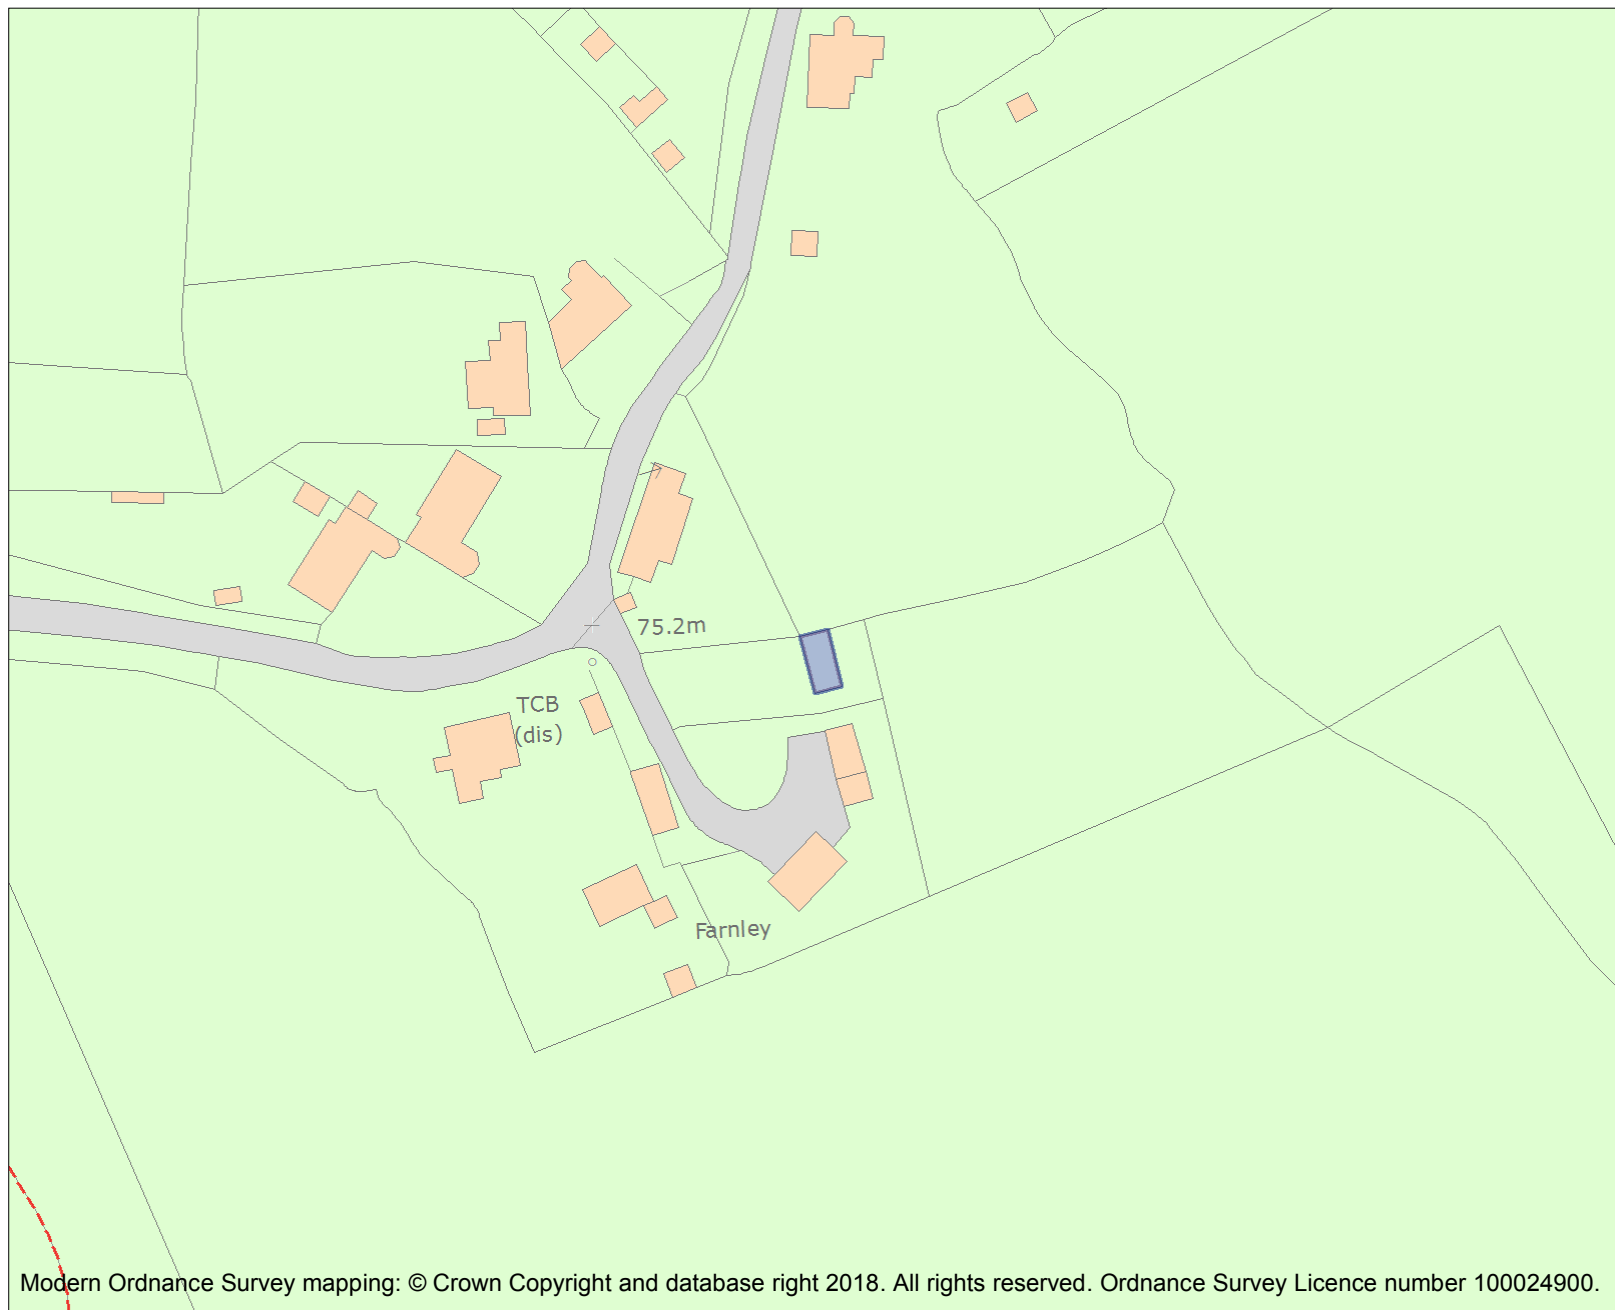 75.2m
TCB
(dis)
Farnley
Modern Ordnance Survey mapping: © Crown Copyright and database right 2018. All rights reserved. Ordnance Survey Licence number 100024900.